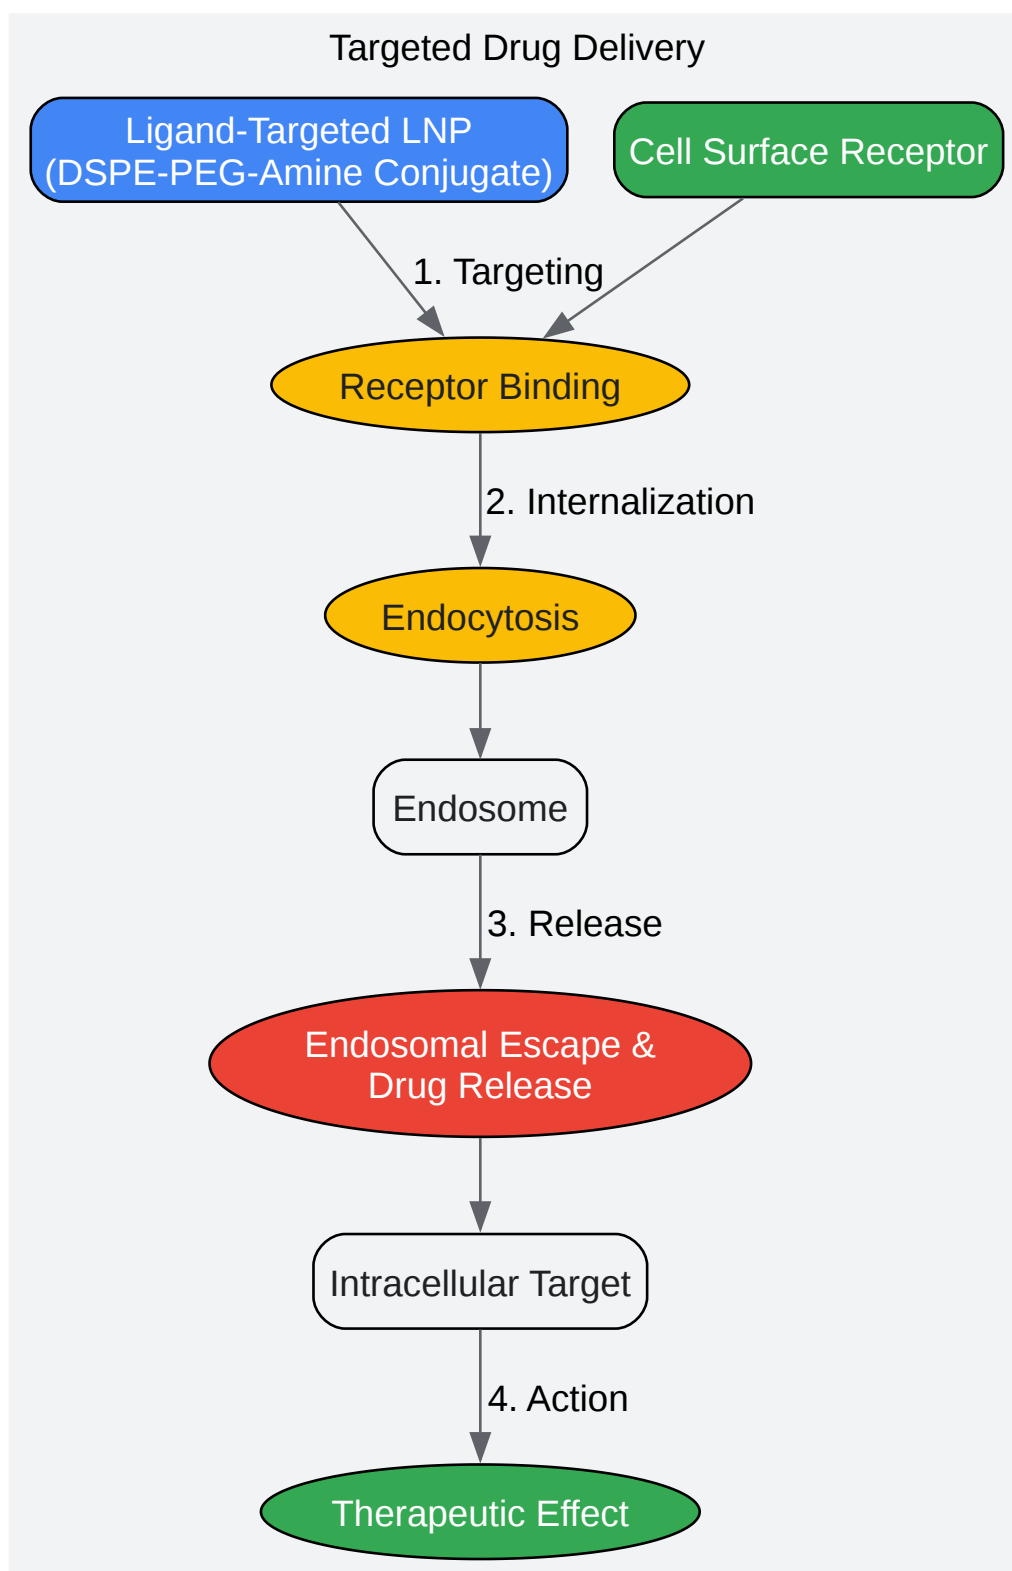 Targeted Drug Delivery
Ligand-Targeted LNP
(DSPE-PEG-Amine Conjugate)
Cell Surface Receptor
1. Targeting
Receptor Binding
2. Internalization
Endocytosis
Endosome
3. Release
Endosomal Escape &
Drug Release
Intracellular Target
4. Action
Therapeutic Effect